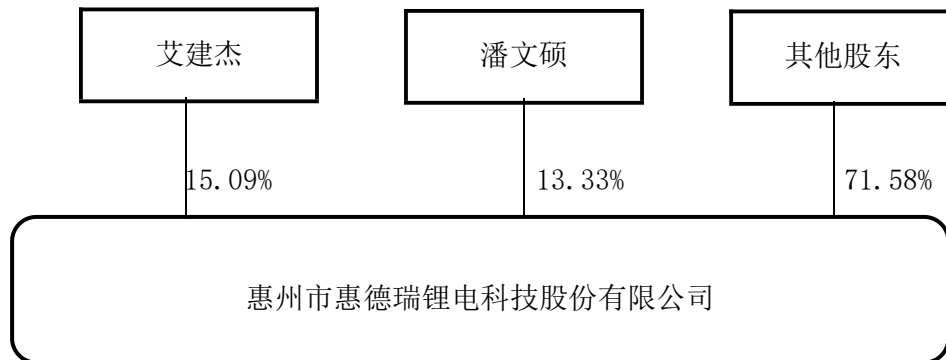 艾建杰
潘文硕
其他股东
15.09%
13.33%
71.58%
惠州市惠德瑞锂电科技股份有限公司